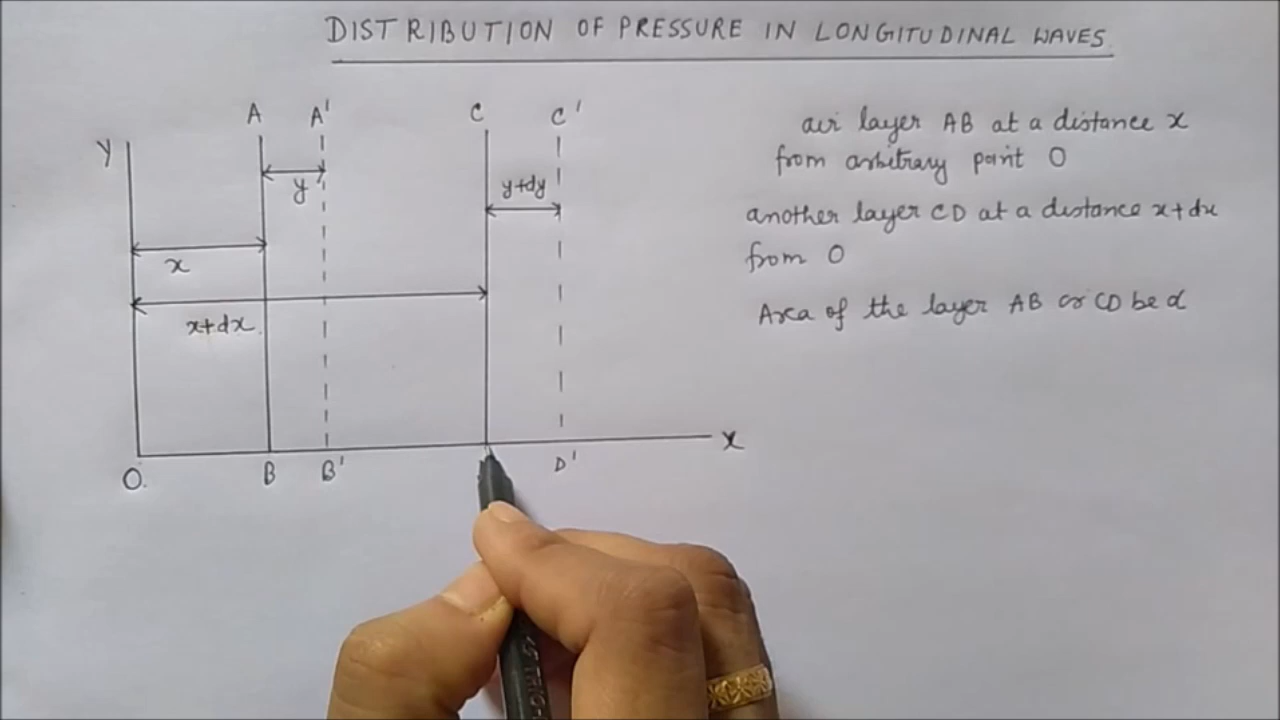 DISTRIBUTION OF PRESSURE IN LONGITUDINAL WAVES
A A' C C'
Y
y y+dy
x
x+dx
X
O. B B' D'
air layer AB at a distance x
from arbitrary point O
another layer CD at a distance x+dx
from O
Area of the layer AB or CD be α